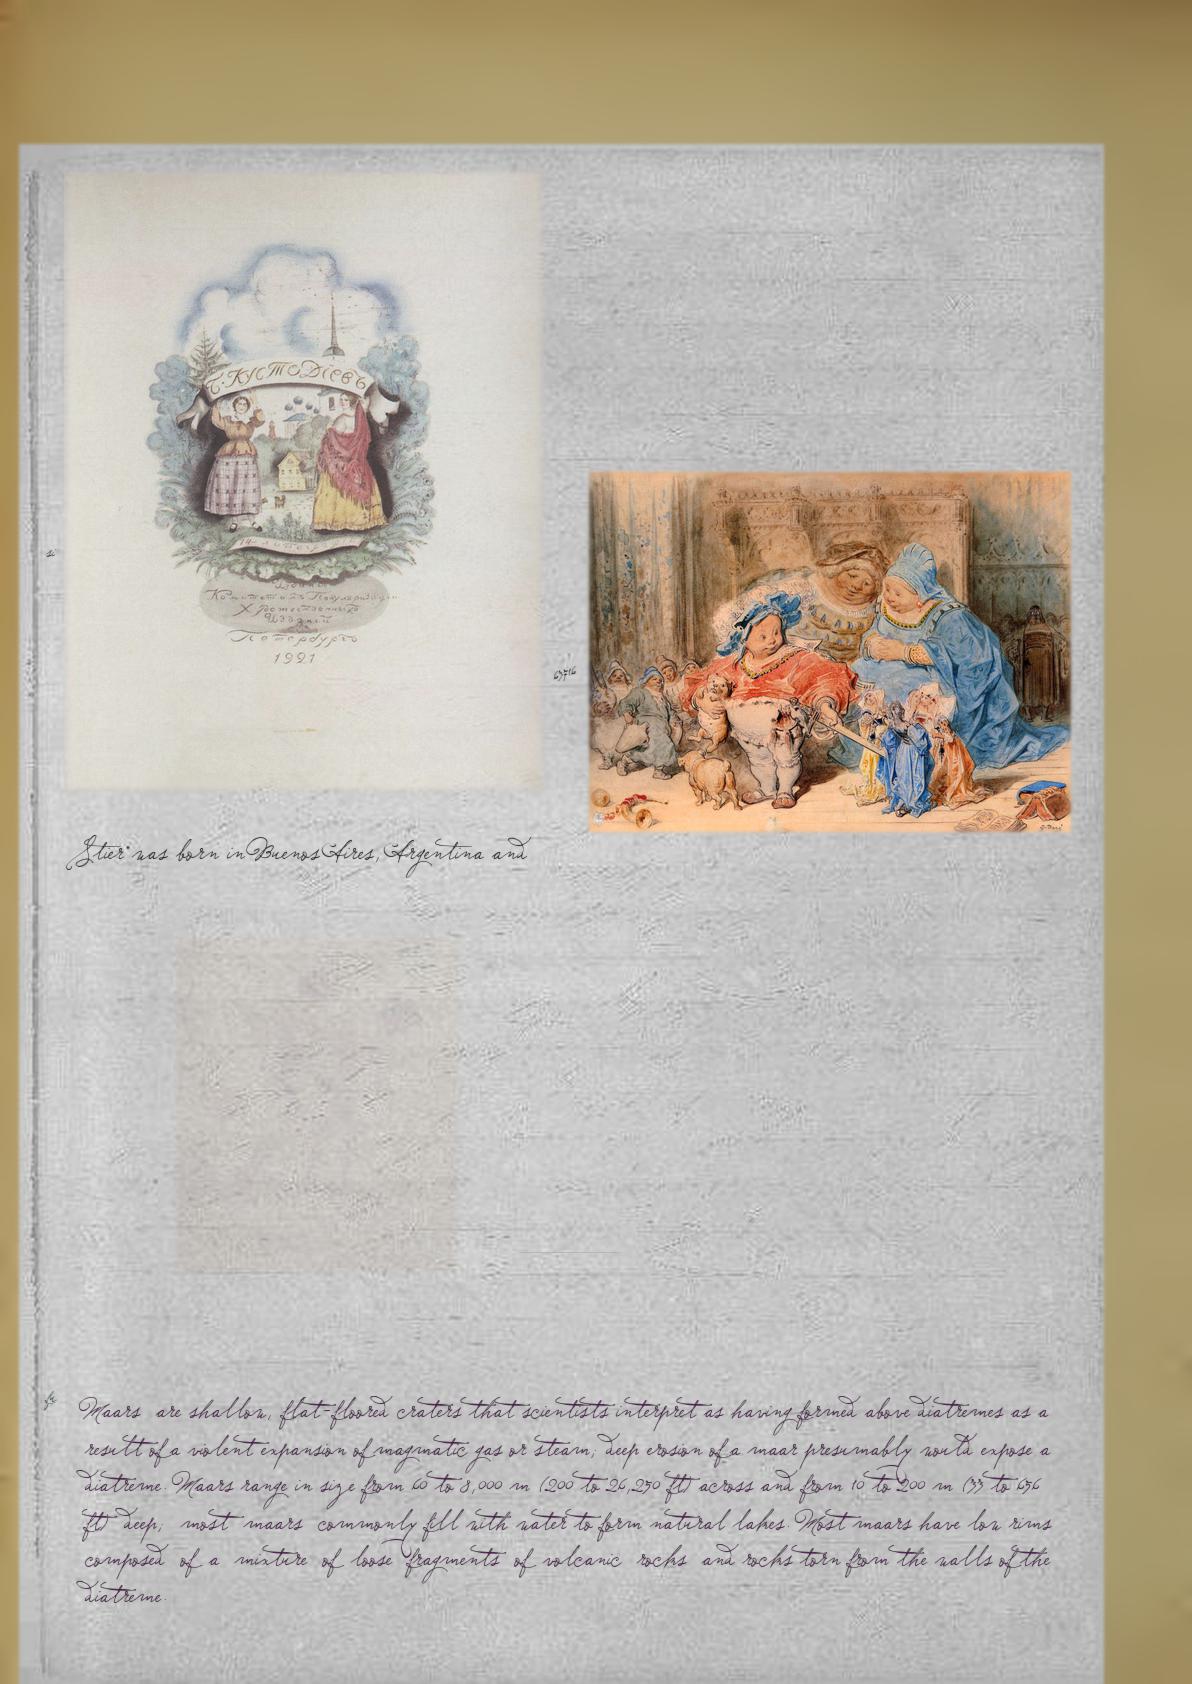 Б. КУСТОДІЕВЪ
Петербургъ
1921
63716
G. Doré
Stier was born in Buenos Aires, Argentina and
Maars are shallow, flat-floored craters that scientists interpret as having formed above diatremes as a
result of a violent expansion of magmatic gas or steam; deep erosion of a maar presumably would expose a
diatreme. Maars range in size from 60 to 8,000 m (200 to 26,250 ft) across and from 10 to 200 m (33 to 656
ft) deep; most maars commonly fill with water to form natural lakes. Most maars have low rims
composed of a mixture of loose fragments of volcanic rocks and rocks torn from the walls of the
diatreme.